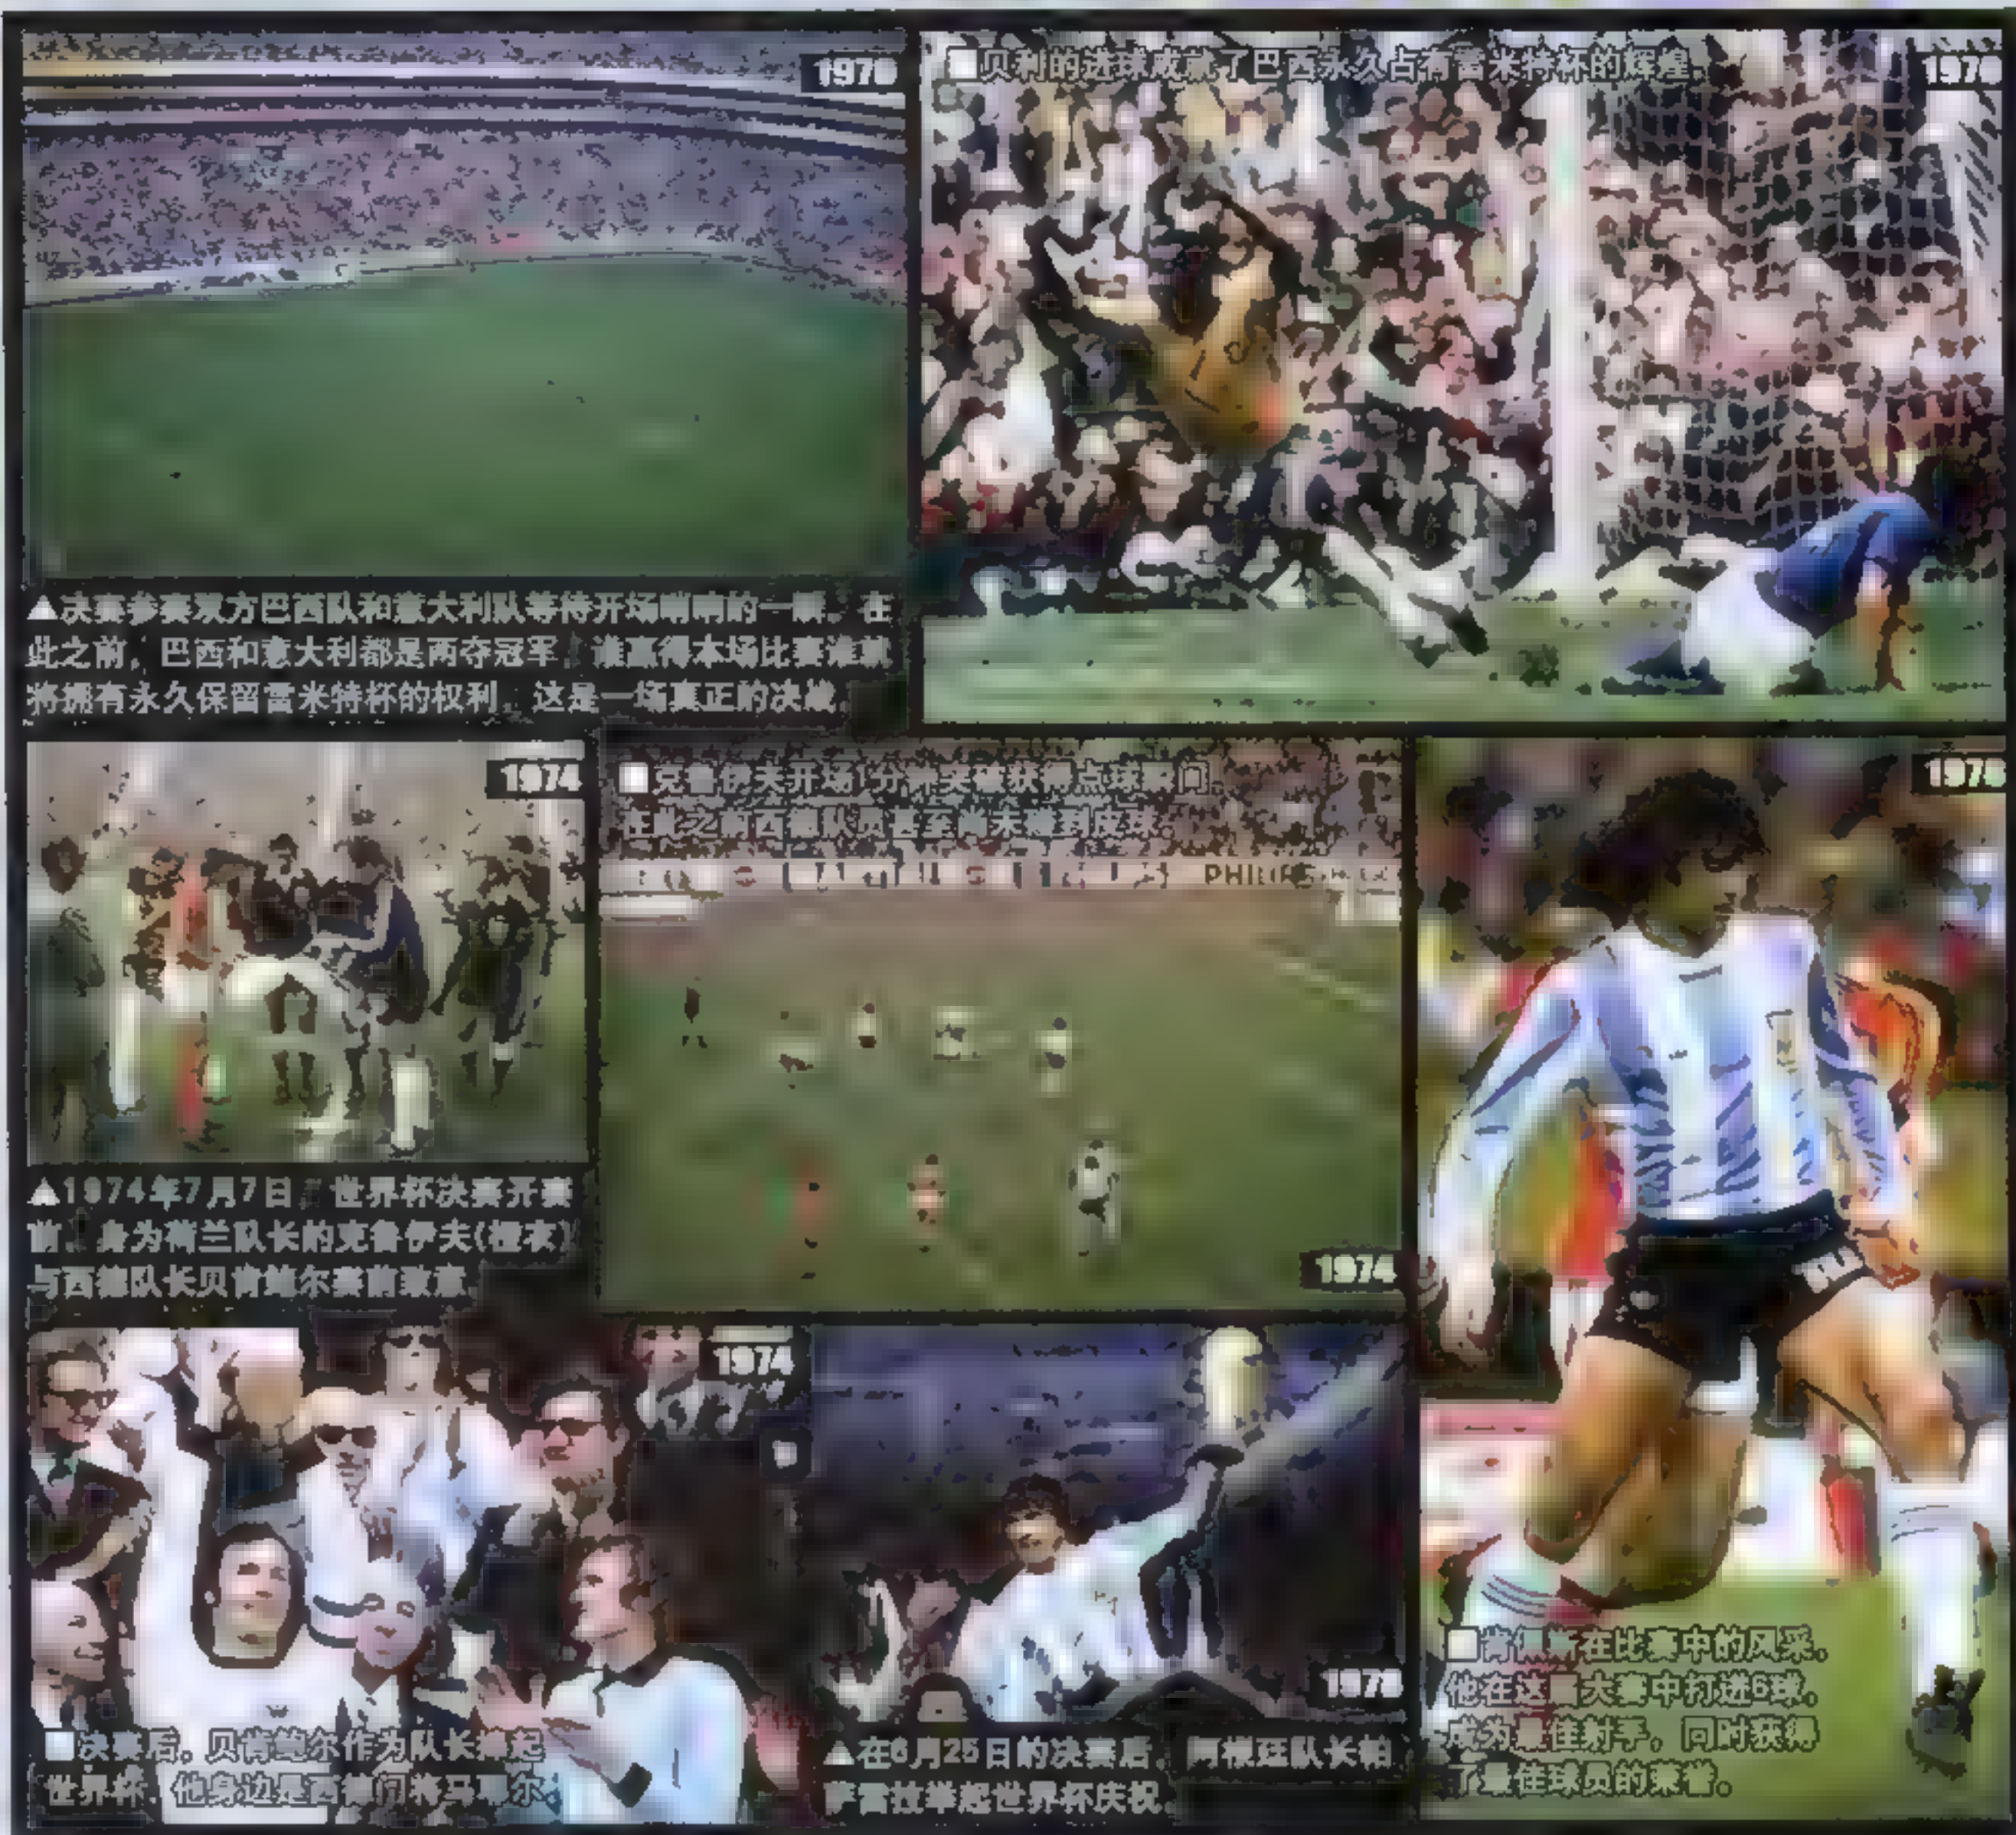 1970
■贝利的进球成就了巴西永久占有雷米特杯的辉煌。
1970
▲决赛参赛双方巴西队和意大利队等待开场哨响的一瞬。在
此之前,巴西和意大利都是两夺冠军,谁赢得本场比赛谁就
将拥有永久保留雷米特杯的权利。这是一场真正的决战。
1974
■克鲁伊夫开场1分钟突破获得点球瞬间。
在此之前西德队员甚至尚未碰到皮球。
PHILIPS
1974
▲1974年7月7日,世界杯决赛开赛
前,身为荷兰队长的克鲁伊夫(橙衣)
与西德队长贝肯鲍尔赛前致意。
1978
1974
■决赛后,贝肯鲍尔作为队长捧起
世界杯,他身边是西德门将马耶尔。
1978
▲在6月25日的决赛后,阿根廷队长帕
萨雷拉举起世界杯庆祝。
■肯佩斯在比赛中的风采。
他在这届大赛中打进6球,
成为最佳射手,同时获得
了最佳球员的荣誉。